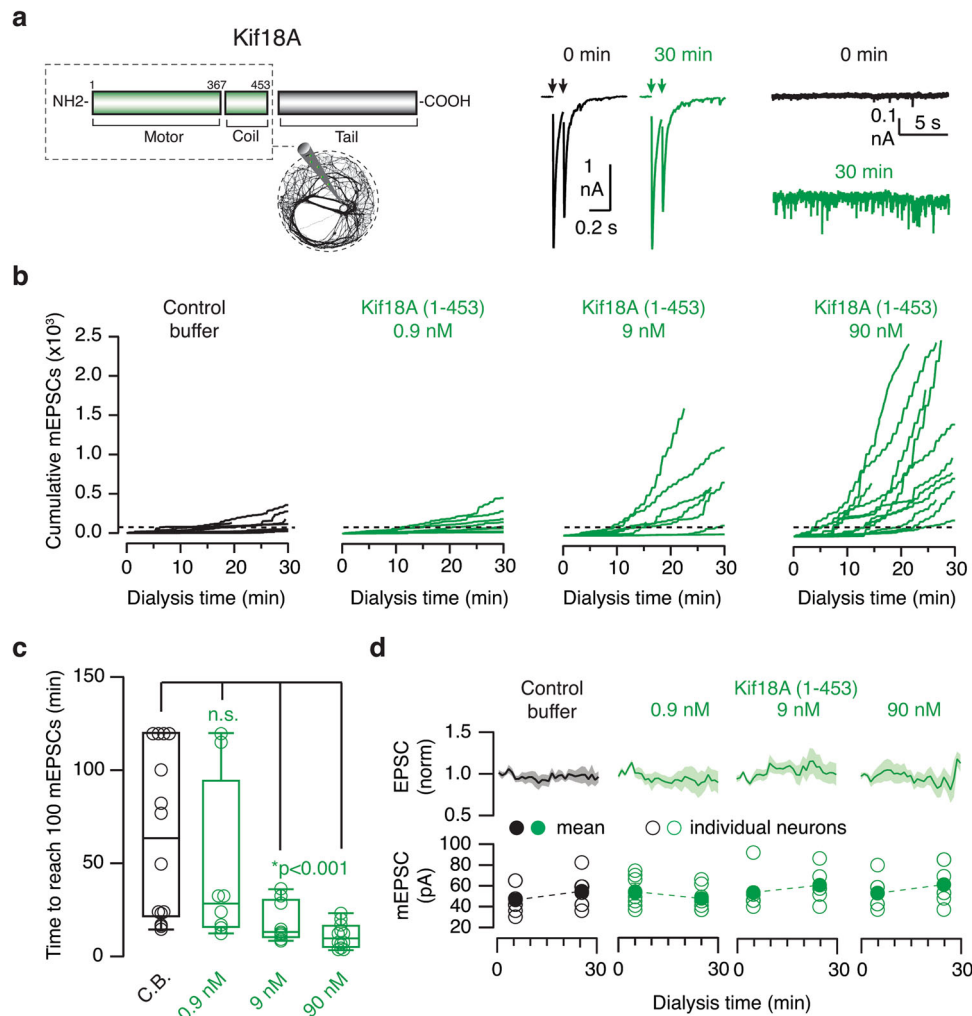 a
Kif18A
1 367 453
NH2- -COOH
Motor Coil Tail
0 min 30 min
1
nA
0.2 s
0 min
0.1
nA 5 s
30 min
b
Control
buffer
Kif18A (1-453)
0.9 nM
Kif18A (1-453)
9 nM
Kif18A (1-453)
90 nM
Cumulative mEPSCs (x10³)
2.5
2.0
1.5
1.0
0.5
0.0
0 10 20 30
0 10 20 30
0 10 20 30
0 10 20 30
Dialysis time (min)
Dialysis time (min)
Dialysis time (min)
Dialysis time (min)
c
Time to reach 100 mEPSCs (min)
150
100
50
0
n.s.
*p<0.001
C.B.
0.9 nM
9 nM
90 nM
d
Control
buffer
Kif18A (1-453)
0.9 nM 9 nM 90 nM
EPSC
(norm)
1.5
1.0
0.5
mean individual neurons
mEPSC
(pA)
80
60
40
20
0 30 0 30 0 30 0 30
Dialysis time (min)